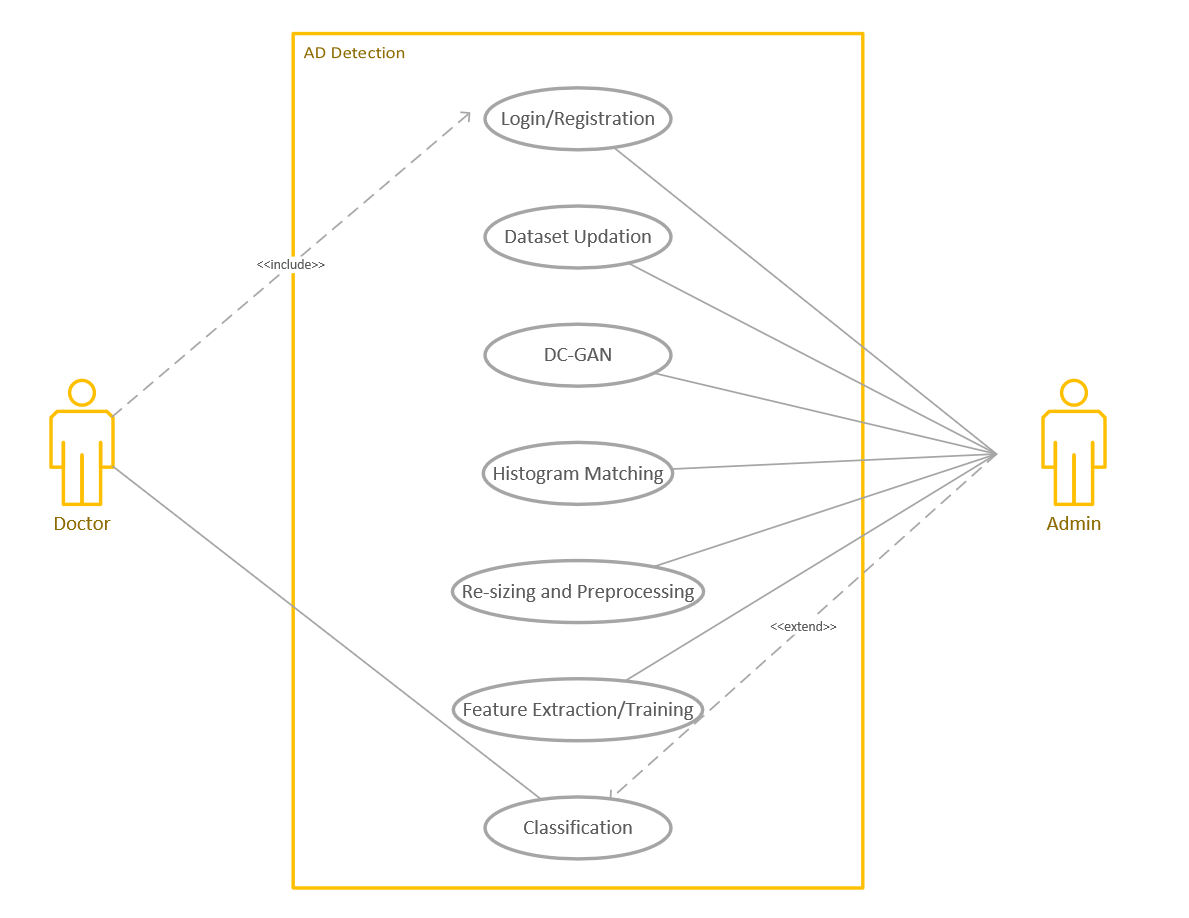 AD Detection
Login/Registration
Dataset Updation
<<include>>
DC-GAN
Histogram Matching
Doctor
Admin
Re-sizing and Preprocessing
<<extend>>
Feature Extraction/Training
Classification